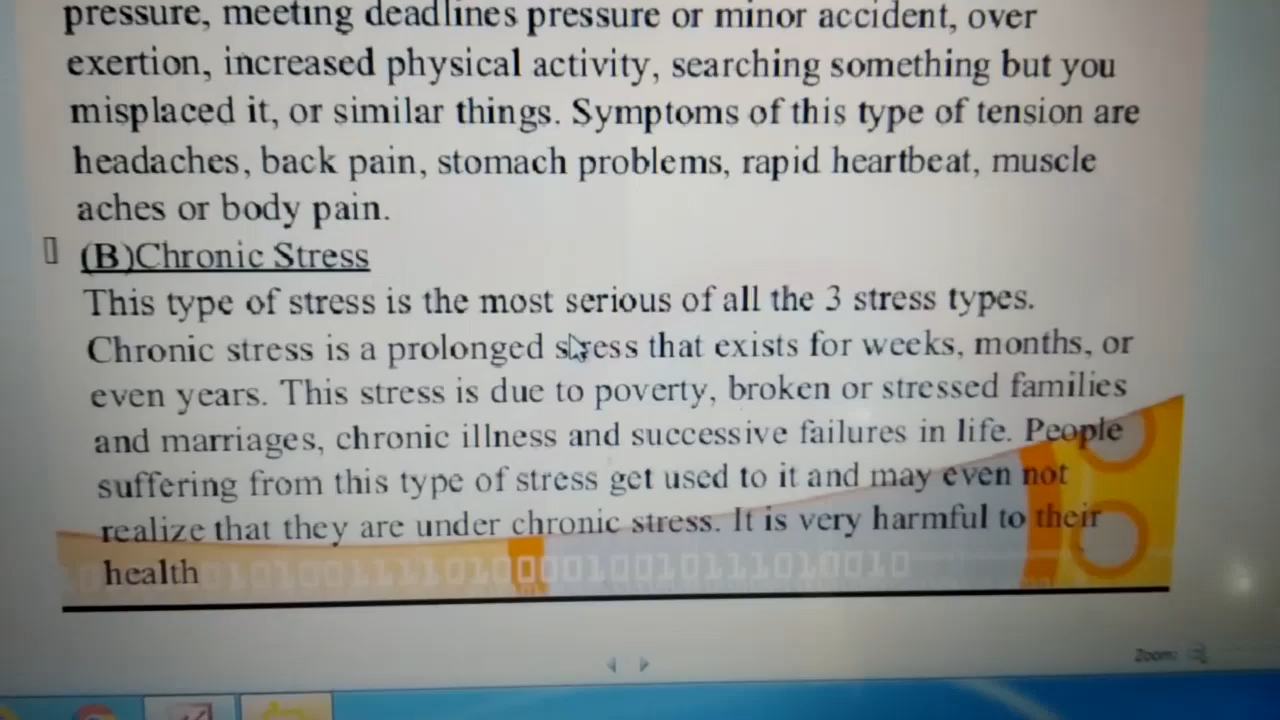 pressure, meeting deadlines pressure or minor accident, over
exertion, increased physical activity, searching something but you
misplaced it, or similar things. Symptoms of this type of tension are
headaches, back pain, stomach problems, rapid heartbeat, muscle
aches or body pain.
(B)Chronic Stress
This type of stress is the most serious of all the 3 stress types.
Chronic stress is a prolonged stress that exists for weeks, months, or
even years. This stress is due to poverty, broken or stressed families
and marriages, chronic illness and successive failures in life. People
suffering from this type of stress get used to it and may even not
realize that they are under chronic stress. It is very harmful to their
health
Zoom: